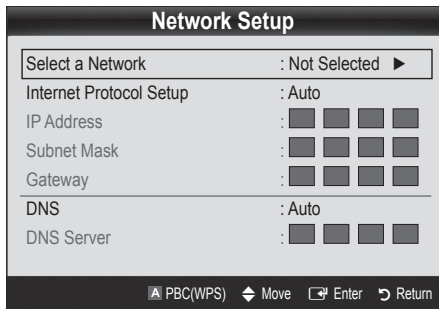 Network Setup
Select a Network : Not Selected ▶
Internet Protocol Setup : Auto
IP Address :
Subnet Mask :
Gateway :
DNS : Auto
DNS Server :
A PBC(WPS) Move Enter Return